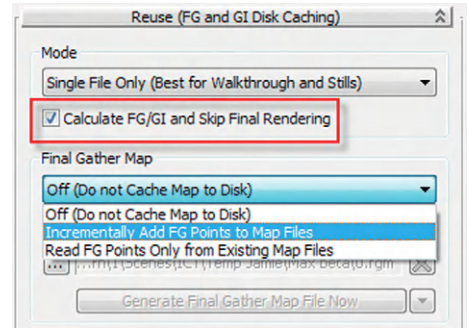 Reuse (FG and GI Disk Caching)
Mode
Single File Only (Best for Walkthrough and Stills)
Calculate FG/GI and Skip Final Rendering
Final Gather Map
Off (Do not Cache Map to Disk)
Off (Do not Cache Map to Disk)
Incrementally Add FG Points to Map Files
Read FG Points Only from Existing Map Files
Generate Final Gather Map File Now